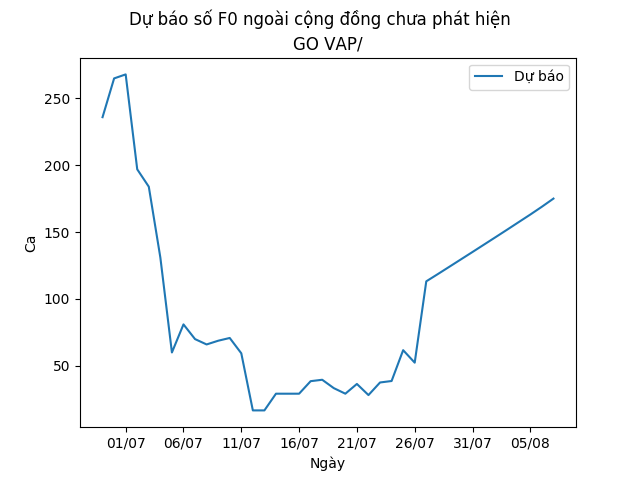 Dự báo số F0 ngoài cộng đồng chưa phát hiện
GO VAP/
Dự báo
Ca
250
200
150
100
50
01/07 06/07 11/07 16/07 21/07 26/07 31/07 05/08
Ngày